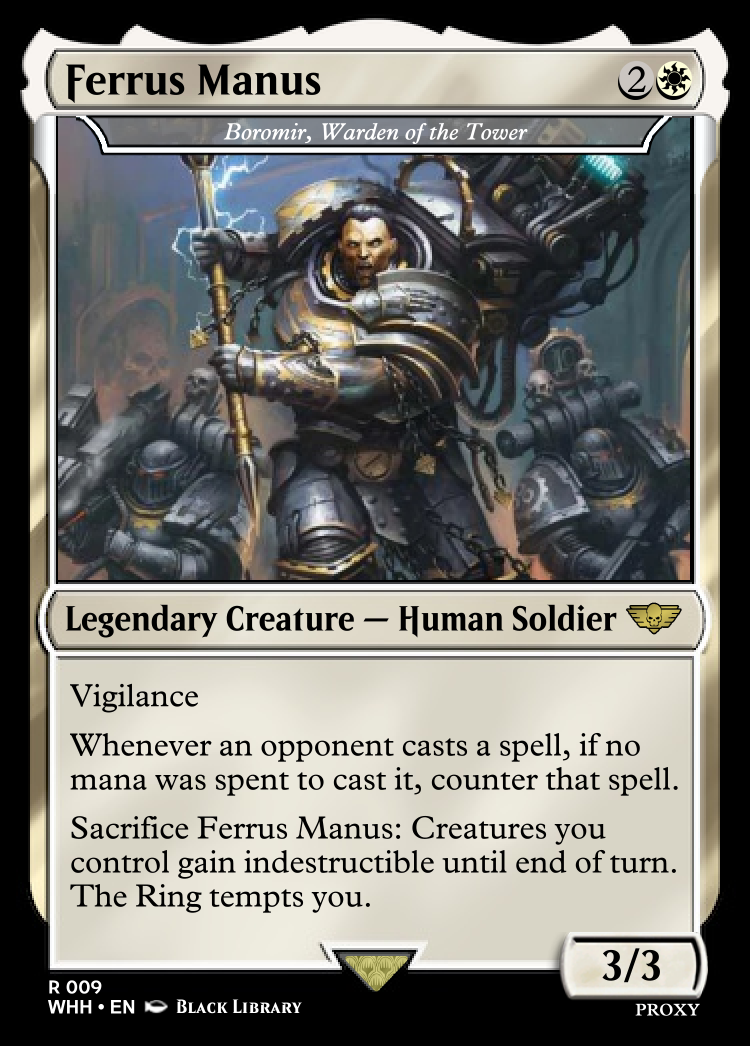 Ferrus Manus 2
Boromir, Warden of the Tower
Legendary Creature — Human Soldier
Vigilance
Whenever an opponent casts a spell, if no
mana was spent to cast it, counter that spell.
Sacrifice Ferrus Manus: Creatures you
control gain indestructible until end of turn.
The Ring tempts you.
3/3
R 009
WHH • EN BLACK LIBRARY
PROXY